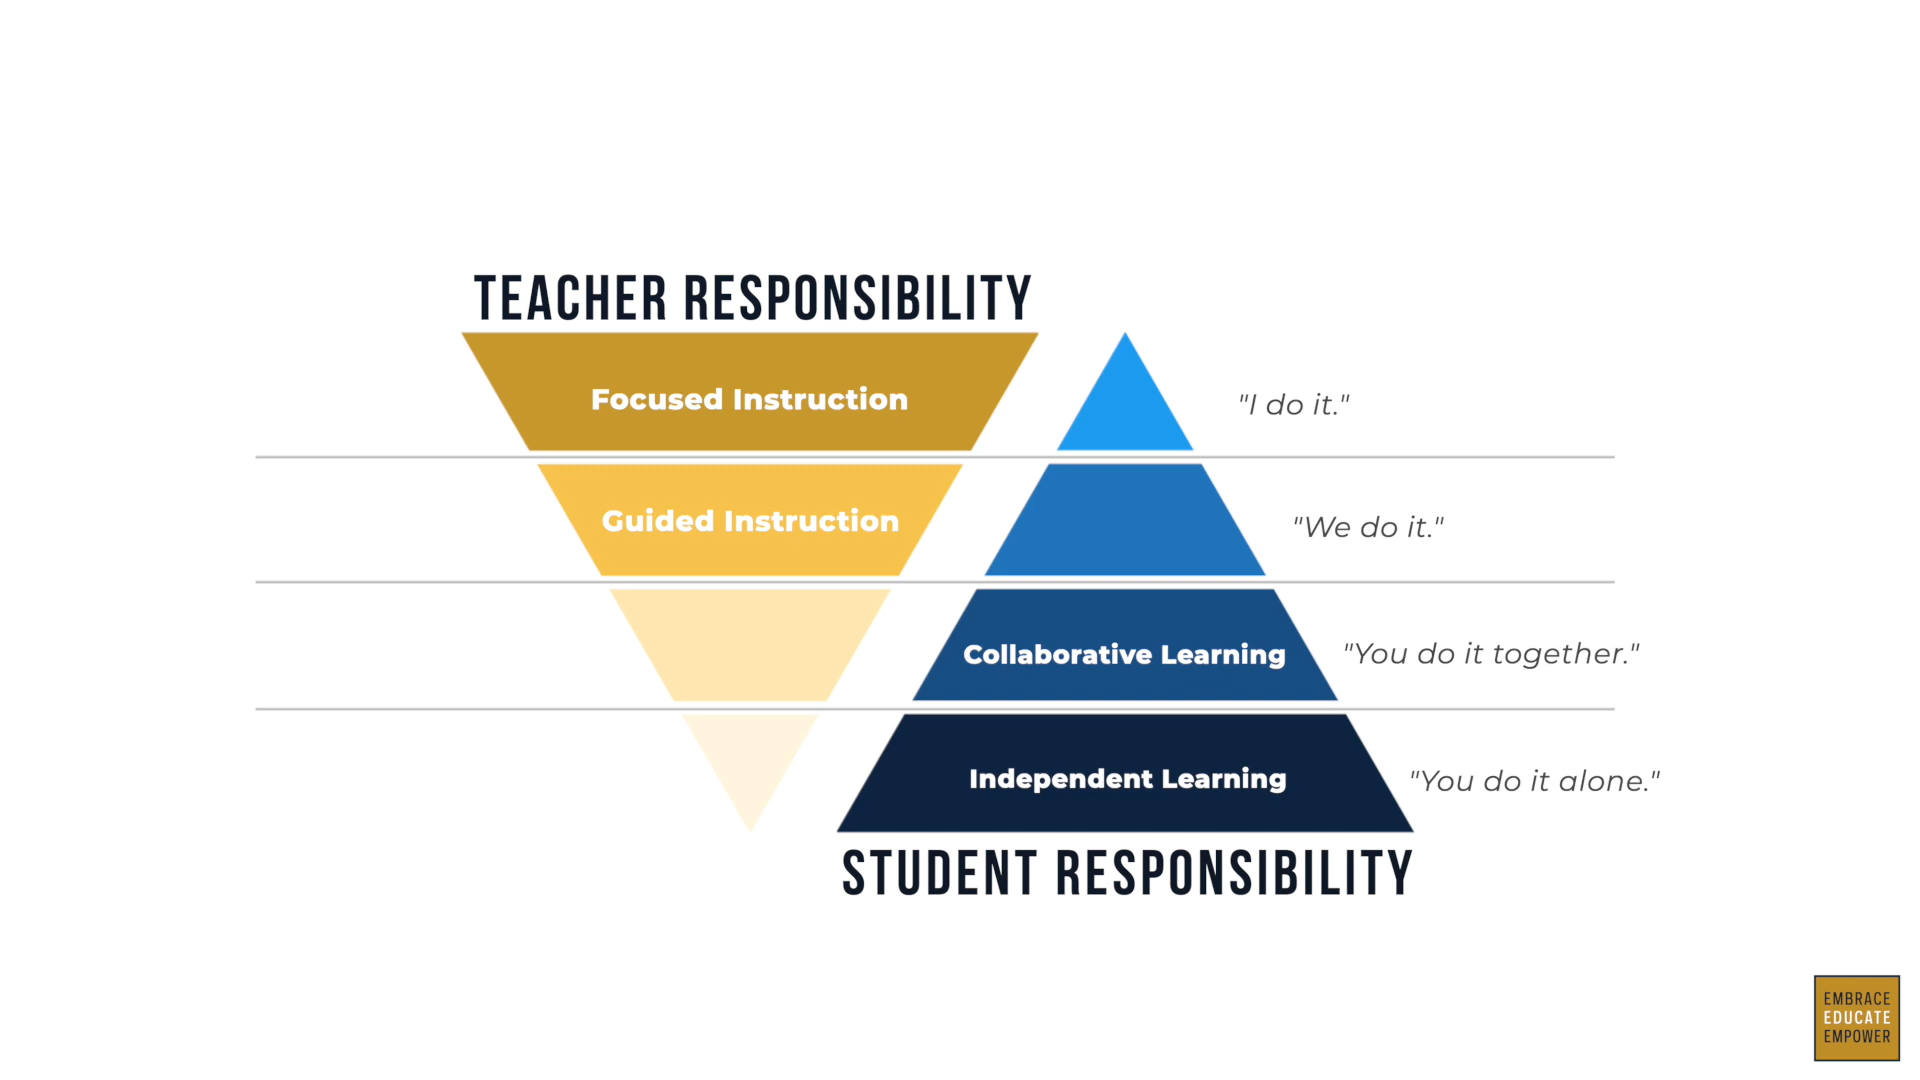 TEACHER RESPONSIBILITY
Focused Instruction
"I do it."
Guided Instruction
"We do it."
Collaborative Learning
"You do it together."
Independent Learning
"You do it alone."
STUDENT RESPONSIBILITY
EMBRACE
EDUCATE
EMPOWER